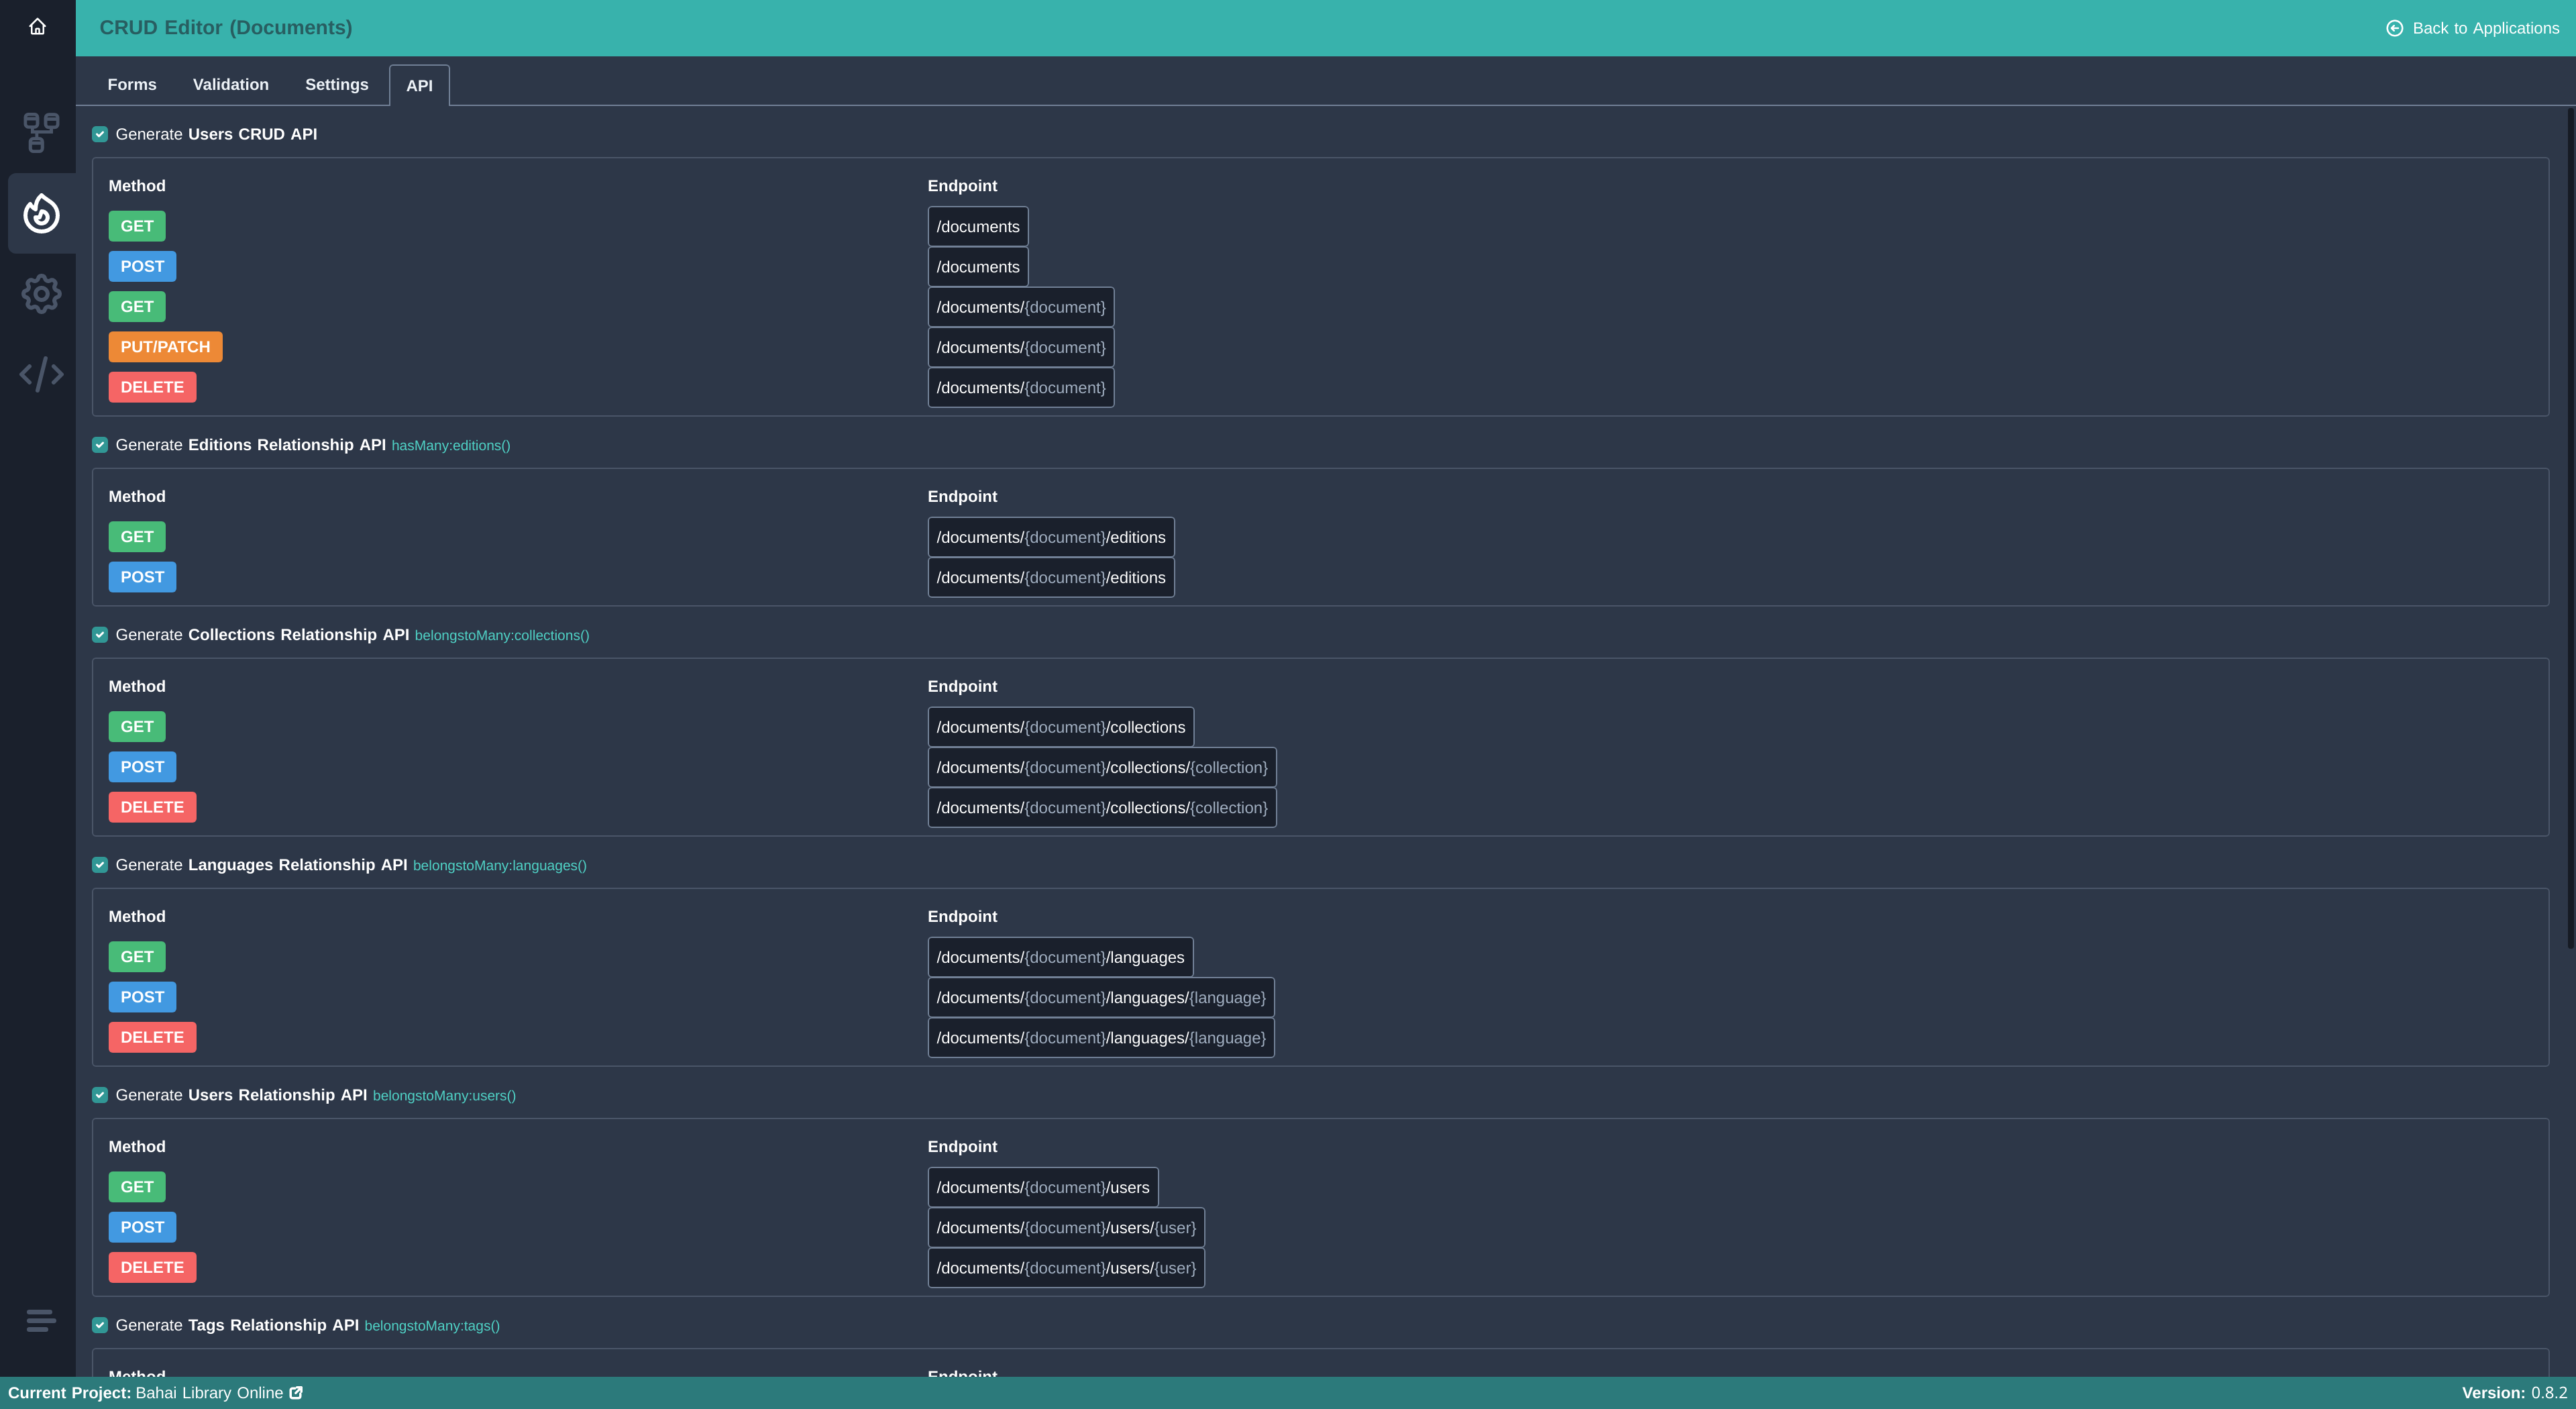 CRUD Editor (Documents)
Back to Applications
Forms Validation Settings API
Generate Users CRUD API
Method Endpoint
GET /documents
POST /documents
GET /documents/{document}
PUT/PATCH /documents/{document}
DELETE /documents/{document}
Generate Editions Relationship API hasMany:editions()
Method Endpoint
GET /documents/{document}/editions
POST /documents/{document}/editions
Generate Collections Relationship API belongstoMany:collections()
Method Endpoint
GET /documents/{document}/collections
POST /documents/{document}/collections/{collection}
DELETE /documents/{document}/collections/{collection}
Generate Languages Relationship API belongstoMany:languages()
Method Endpoint
GET /documents/{document}/languages
POST /documents/{document}/languages/{language}
DELETE /documents/{document}/languages/{language}
Generate Users Relationship API belongstoMany:users()
Method Endpoint
GET /documents/{document}/users
POST /documents/{document}/users/{user}
DELETE /documents/{document}/users/{user}
Generate Tags Relationship API belongstoMany:tags()
Method Endpoint
Current Project: Bahai Library Online
Version: 0.8.2